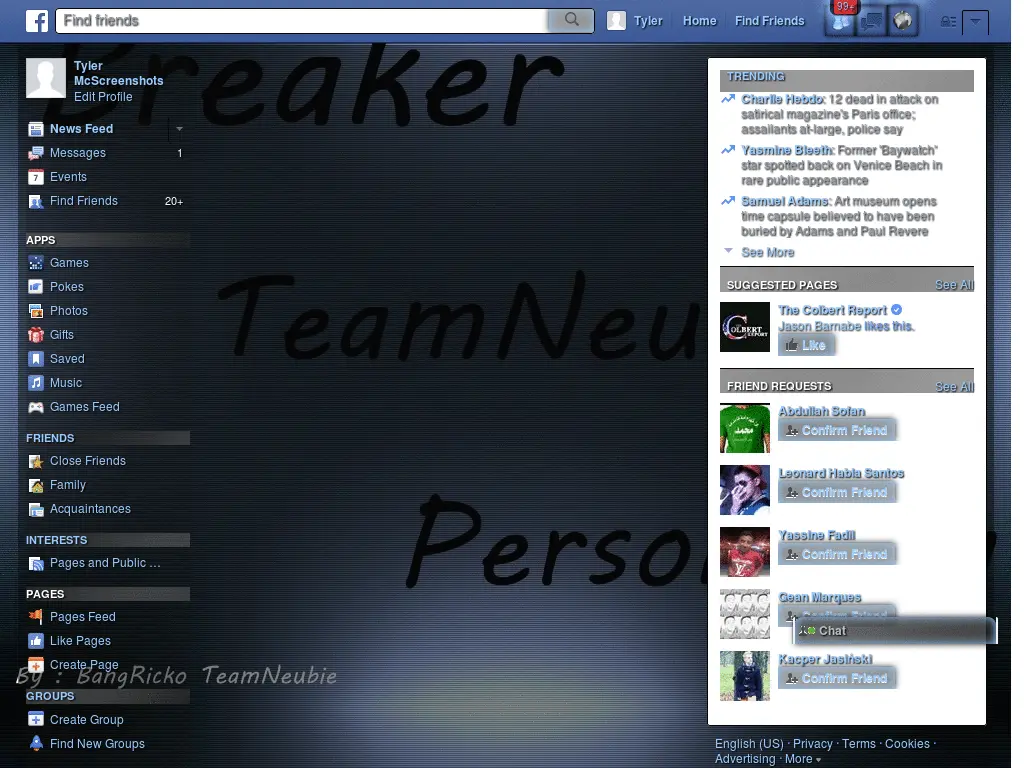 Find friends
Tyler
Home
Find Friends
99+
Breaker
TeamNeu
Perso
Tyler
McScreenshots
Edit Profile
News Feed
Messages 1
Events
Find Friends 20+
APPS
Games
Pokes
Photos
Gifts
Saved
Music
Games Feed
FRIENDS
Close Friends
Family
Acquaintances
INTERESTS
Pages and Public ...
PAGES
Pages Feed
Like Pages
Create Page
By : BangRicko TeamNeubie
GROUPS
Create Group
Find New Groups
TRENDING
Charlie Hebdo: 12 dead in attack on
satirical magazine's Paris office;
assailants at-large, police say
Yasmine Bleeth: Former 'Baywatch'
star spotted back on Venice Beach in
rare public appearance
Samuel Adams: Art museum opens
time capsule believed to have been
buried by Adams and Paul Revere
See More
SUGGESTED PAGES See All
THE COLBERT REPORT
The Colbert Report
Jason Barnabe likes this.
Like
FRIEND REQUESTS See All
Abdullah Sofan
Confirm Friend
Leonard Habla Santos
Confirm Friend
Yassine Fadil
Confirm Friend
Gean Marques
Confirm Friend
Chat
Kacper Jasiński
Confirm Friend
English (US) · Privacy · Terms · Cookies ·
Advertising · More